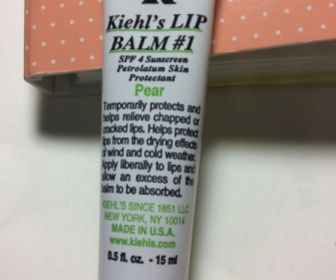 Kiehl's LIP
BALM #1
SPF 4 Sunscreen
Petrolatum Skin
Protectant
Pear
Temporarily protects and
helps relieve chapped or
cracked lips. Helps protect
lips from the drying effects
of wind and cold weather.
Apply liberally to lips and
allow an excess of the
balm to be absorbed.
KIEHL'S SINCE 1851 LLC
NEW YORK, NY 10014
MADE IN U.S.A.
www.kiehls.com
0.5 fl. oz. - 15 ml